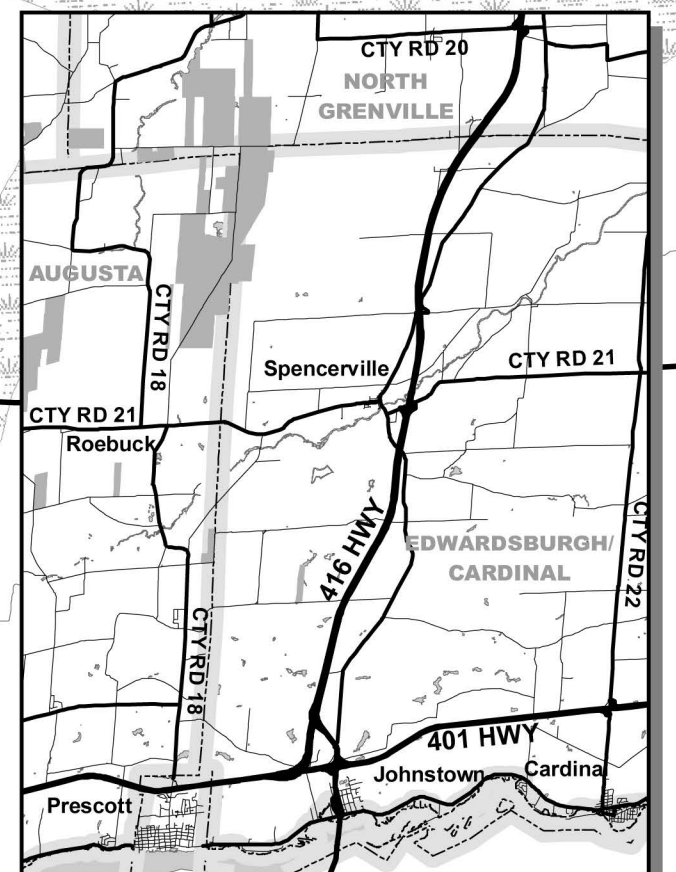 CTY RD 20
NORTH
GRENVILLE
AUGUSTA
CTY RD 18
Spencerville
CTY RD 21
CTY RD 21
Roebuck
416 HWY
EDWARDSBURGH/
CARDINAL
CTY RD 22
CTY RD 18
401 HWY
Johnstown
Cardinal
Prescott